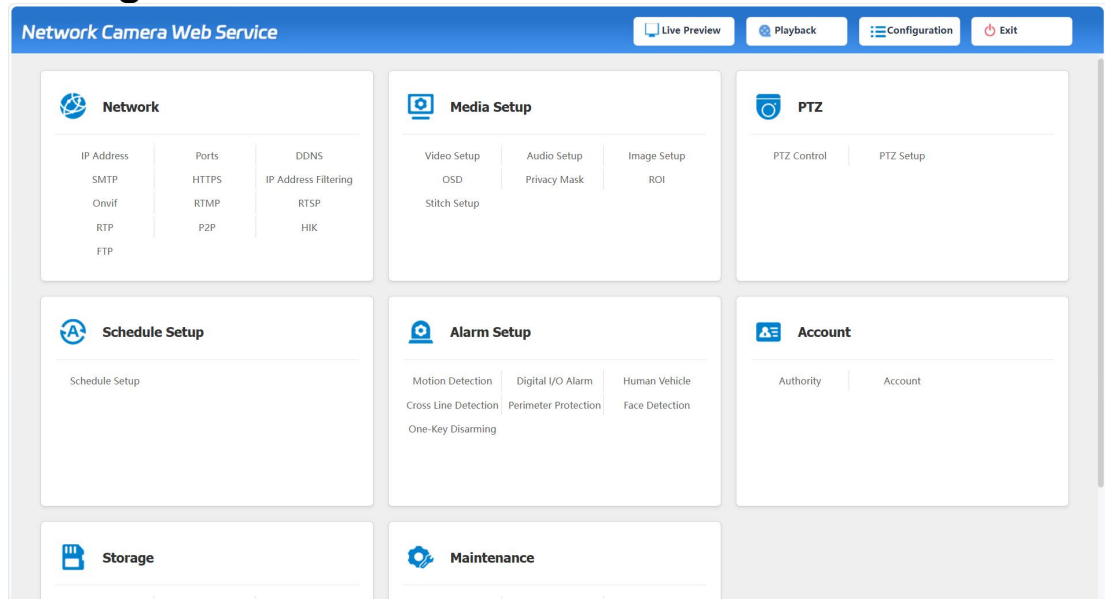 Network Camera Web Service
Live Preview
Playback
Configuration
Exit
Network
IP Address Ports DDNS
SMTP HTTPS IP Address Filtering
Onvif RTMP RTSP
RTP P2P HIK
FTP
Media Setup
Video Setup Audio Setup Image Setup
OSD Privacy Mask ROI
Stitch Setup
PTZ
PTZ Control PTZ Setup
Schedule Setup
Schedule Setup
Alarm Setup
Motion Detection Digital I/O Alarm Human Vehicle
Cross Line Detection Perimeter Protection Face Detection
One-Key Disarming
Account
Authority Account
Storage
Maintenance